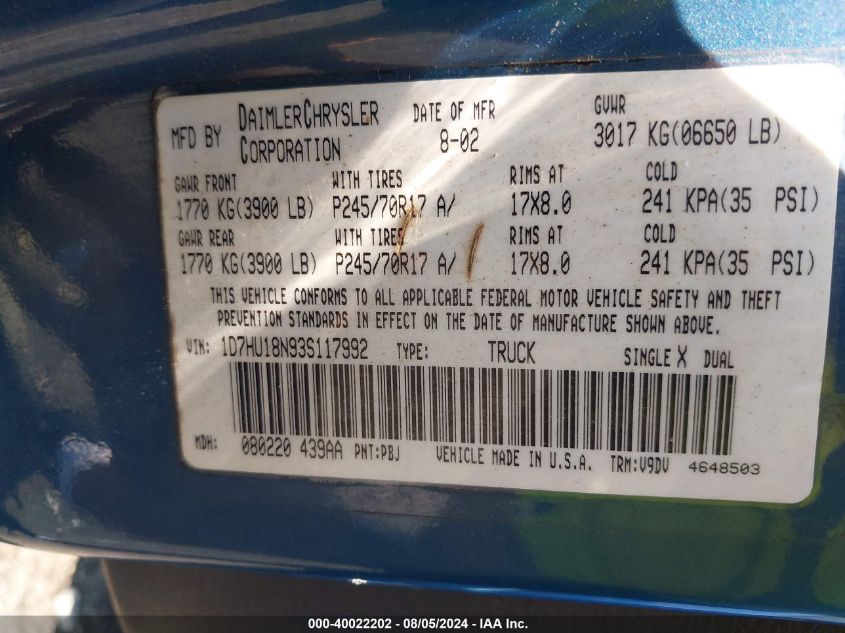 MFD BY DAIMLERCHRYSLER CORPORATION DATE OF MFR 8-02 GVWR 3017 KG(06650 LB)
GAWR FRONT WITH TIRES RIMS AT COLD
1770 KG(3900 LB) P245/70R17 A/ 17X8.0 241 KPA(35 PSI)
GAWR REAR WITH TIRES RIMS AT COLD
1770 KG(3900 LB) P245/70R17 A/ 17X8.0 241 KPA(35 PSI)
THIS VEHICLE CONFORMS TO ALL APPLICABLE FEDERAL MOTOR VEHICLE SAFETY AND THEFT
PREVENTION STANDARDS IN EFFECT ON THE DATE OF MANUFACTURE SHOWN ABOVE.
VIN: 1D7HU18N93S117992 TYPE: TRUCK SINGLE X DUAL
MDH: 080220 439AA PNT:PBJ VEHICLE MADE IN U.S.A. TRM:V9DV 4648503
000-40022202 - 08/05/2024 - IAA Inc.